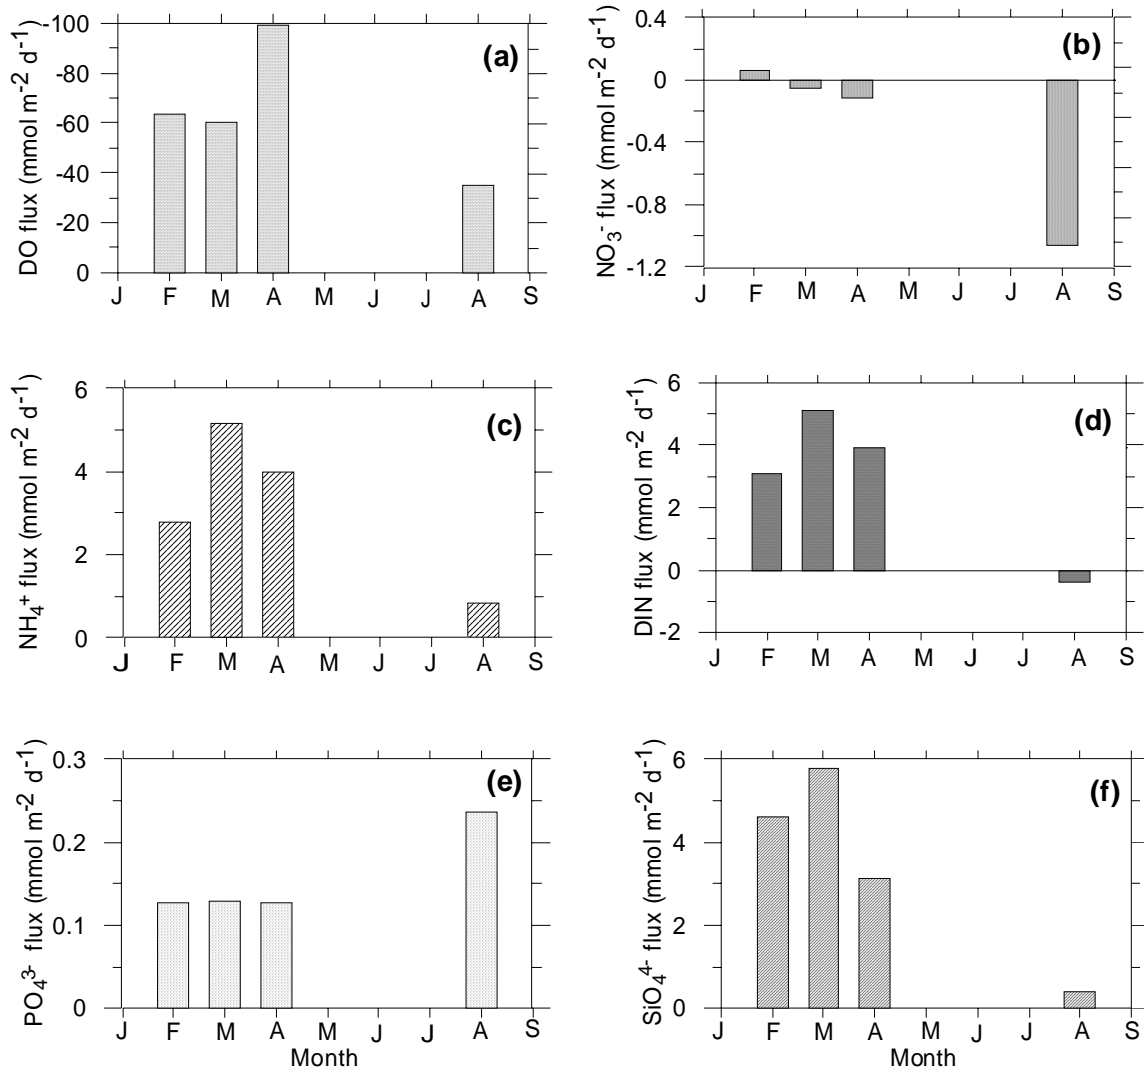 DO flux (mmol m-2 d-1)
-100
-80
-60
-40
-20
0
(a)
J F M A M J J A S
NO3- flux (mmol m-2 d-1)
0.4
0
-0.4
-0.8
-1.2
(b)
J F M A M J J A S
NH4+ flux (mmol m-2 d-1)
6
4
2
0
(c)
J F M A M J J A S
DIN flux (mmol m-2 d-1)
6
4
2
0
-2
(d)
J F M A M J J A S
PO43- flux (mmol m-2 d-1)
0.3
0.2
0.1
0
(e)
J F M A M J J A S
Month
SiO44- flux (mmol m-2 d-1)
6
4
2
0
(f)
J F M A M J J A S
Month